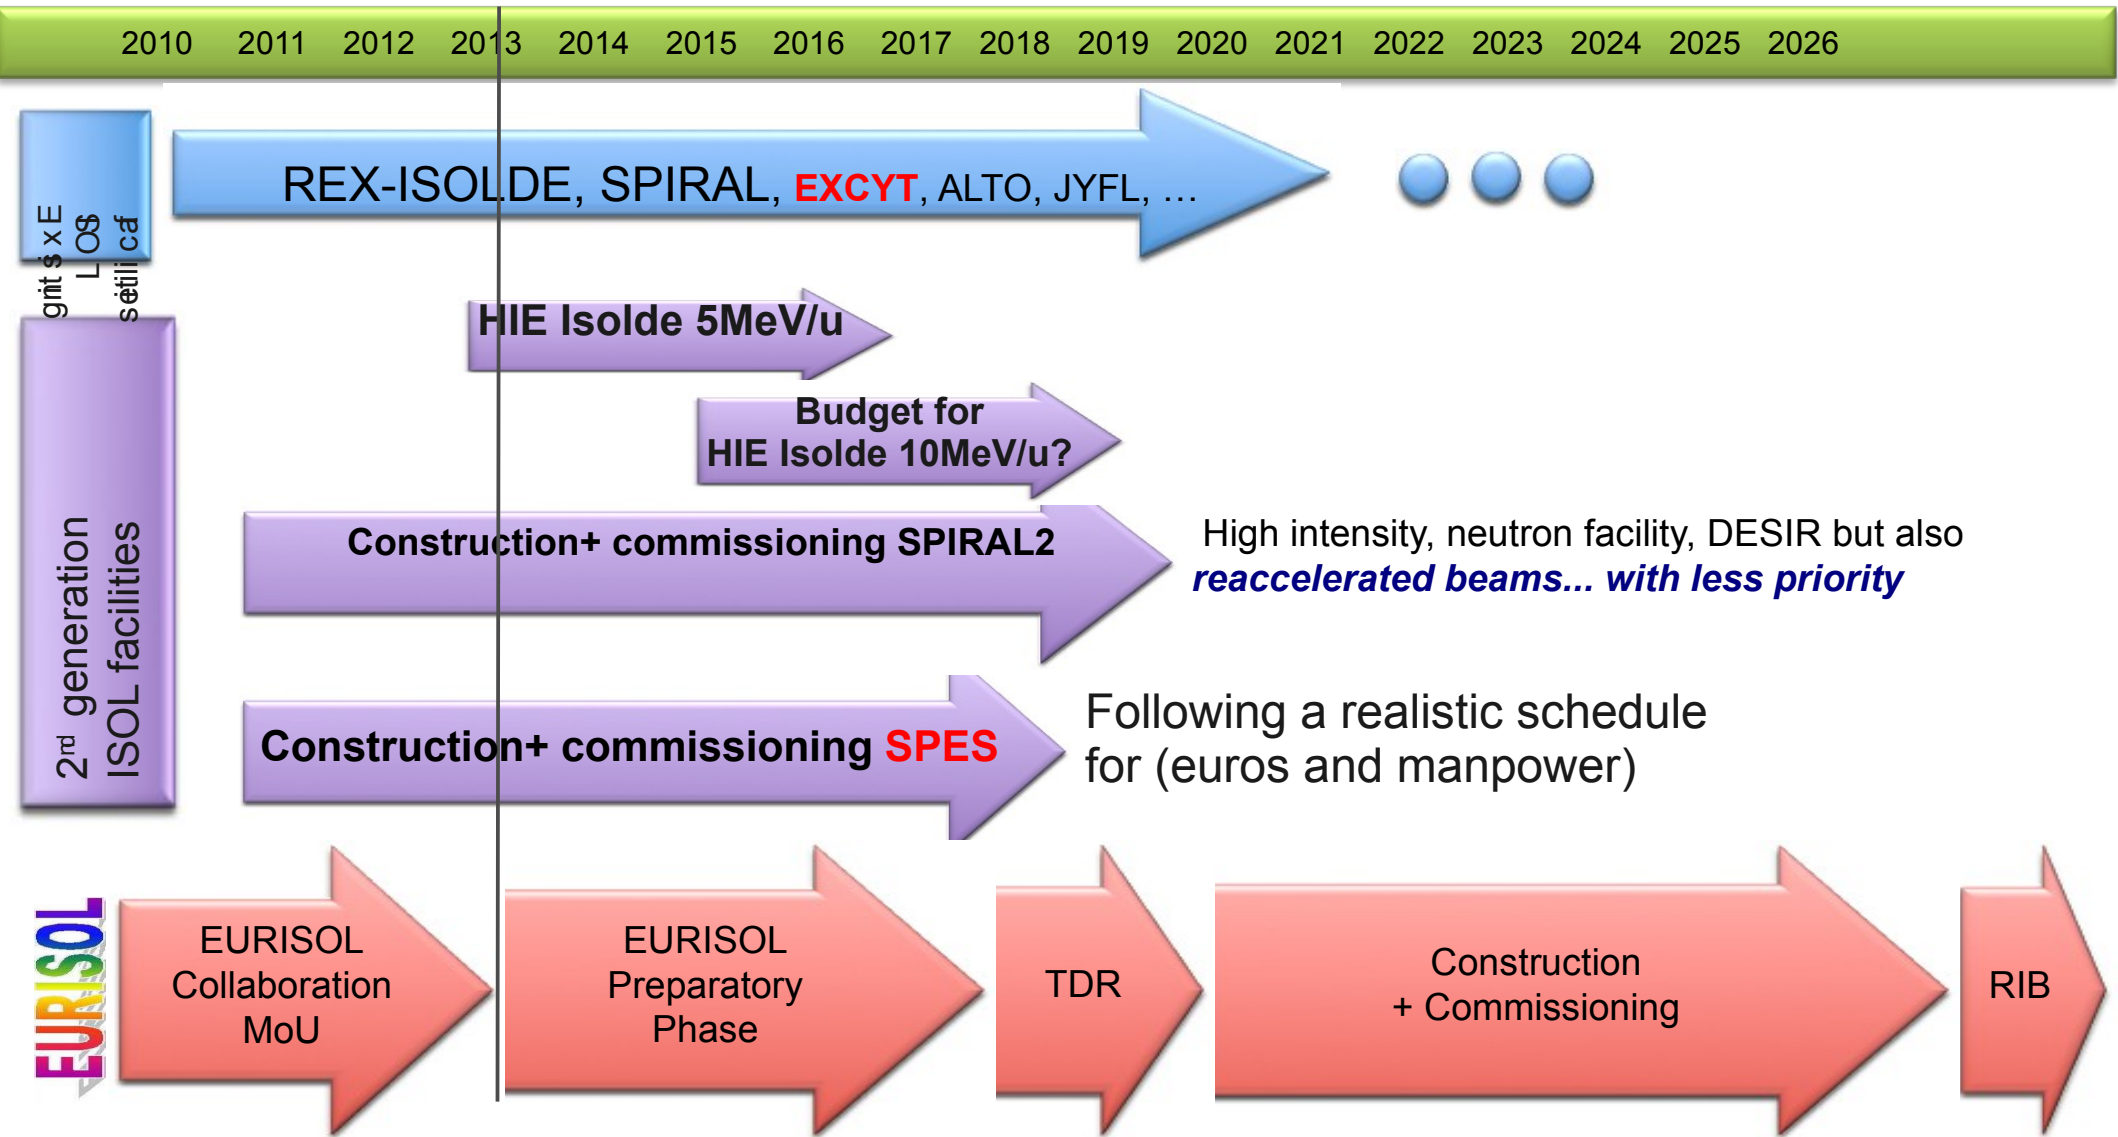 2010 2011 2012 2013 2014 2015 2016 2017 2018 2019 2020 2021 2022 2023 2024 2025 2026
REX-ISOLDE, SPIRAL, EXCYT, ALTO, JYFL, …
HIE Isolde 5MeV/u
Budget for
HIE Isolde 10MeV/u?
2nd generation
ISOL facilities
Construction+ commissioning SPIRAL2
High intensity, neutron facility, DESIR but also
reaccelerated beams... with less priority
Construction+ commissioning SPES
Following a realistic schedule
for (euros and manpower)
EURISOL
EURISOL
Collaboration
MoU
EURISOL
Preparatory
Phase
TDR
Construction
+ Commissioning
RIB